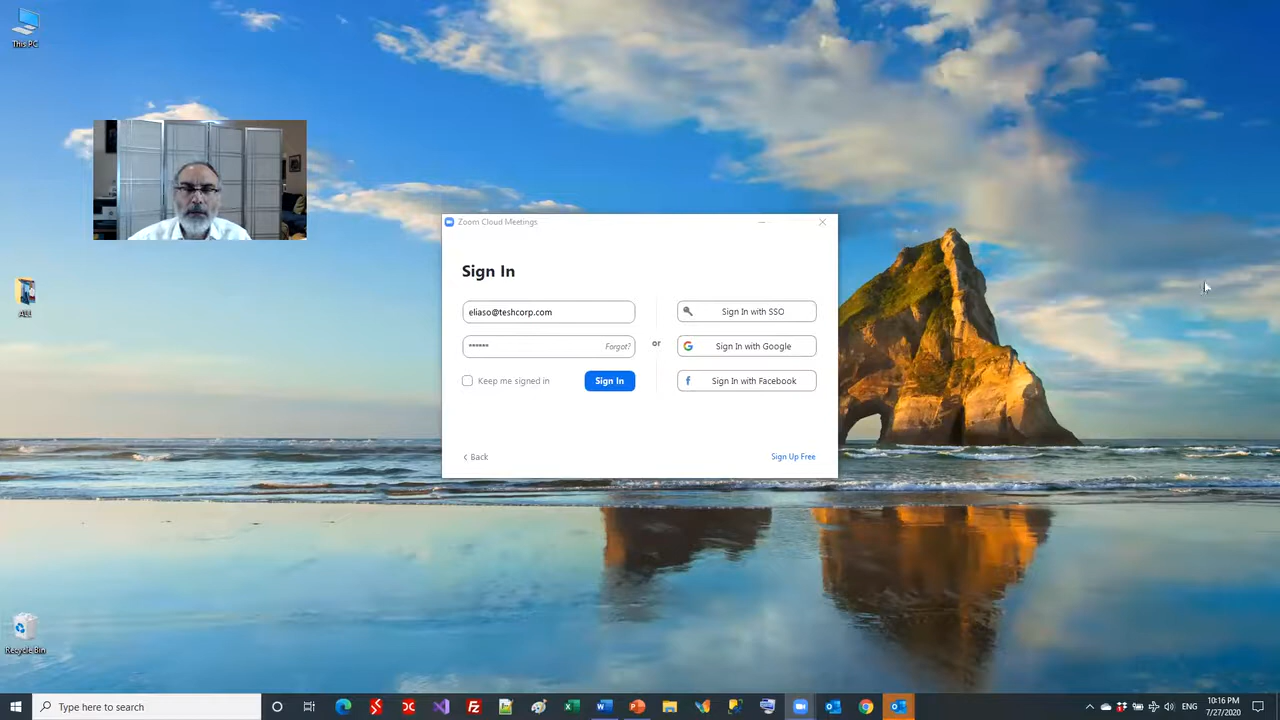 This PC
Zoom Cloud Meetings
Sign In
eliaso@teshcorp.com
Sign In with SSO
****** Forgot?
or
Sign In with Google
Keep me signed in
Sign In
Sign In with Facebook
Back
Sign Up Free
ALL
Recycle Bin
Type here to search
ENG
10:16 PM
7/27/2020